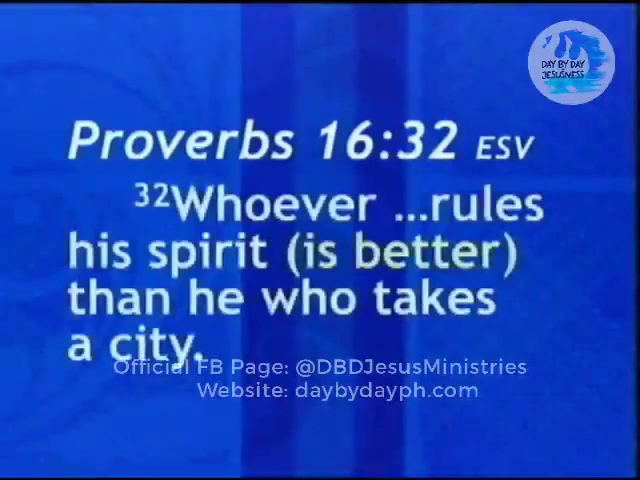 DAY BY DAY
JESUSNESS
Proverbs 16:32 ESV
32Whoever ...rules
his spirit (is better)
than he who takes
a city.
Official FB Page: @DBDJesusMinistries
Website: daybydayph.com